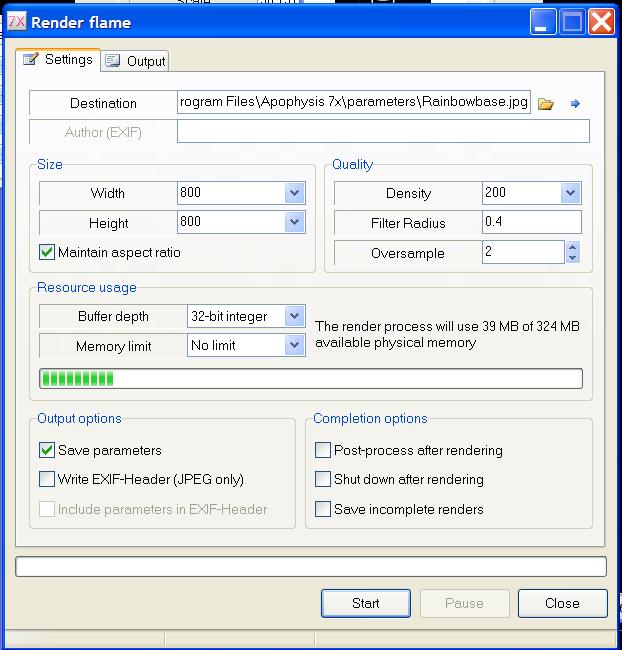 7X Render flame
Settings Output
Destination rogram Files\Apophysis 7x\parameters\Rainbowbase.jpg
Author (EXIF)
Size
Width 800
Height 800
Maintain aspect ratio
Quality
Density 200
Filter Radius 0.4
Oversample 2
Resource usage
Buffer depth 32-bit integer
Memory limit No limit
The render process will use 39 MB of 324 MB
available physical memory
Output options
Save parameters
Write EXIF-Header (JPEG only)
Include parameters in EXIF-Header
Completion options
Post-process after rendering
Shut down after rendering
Save incomplete renders
Start Pause Close